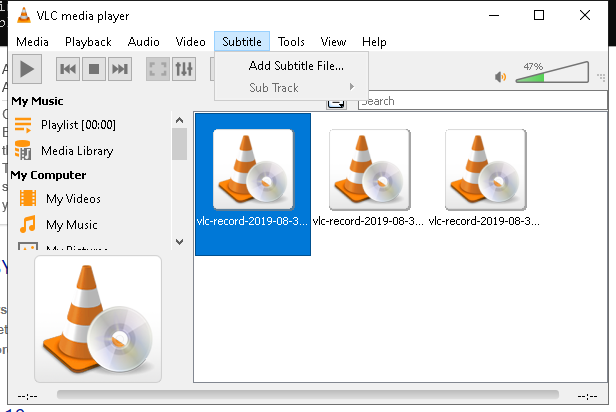 VLC media player
Media Playback Audio Video Subtitle Tools View Help
Add Subtitle File...
Sub Track
47%
Search
My Music
Playlist [00:00]
Media Library
My Computer
My Videos
My Music
My Pictures
vlc-record-2019-08-3... vlc-record-2019-08-3... vlc-record-2019-08-3...
--:-- --:--